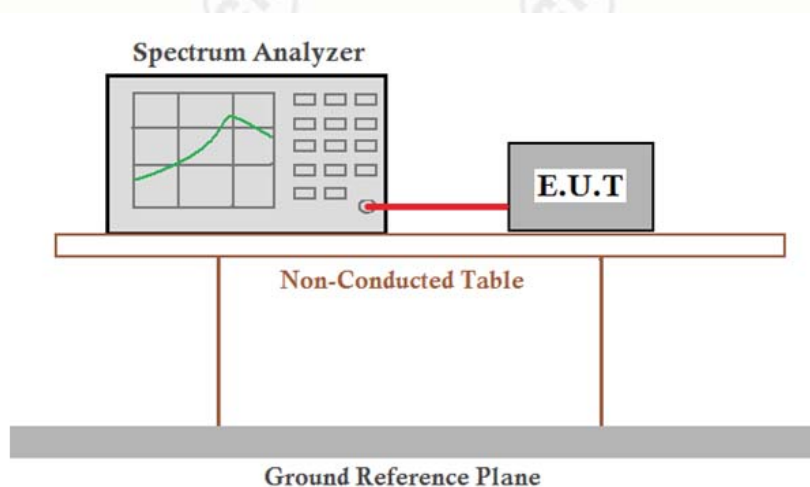 Spectrum Analyzer
E.U.T
Non-Conducted Table
Ground Reference Plane